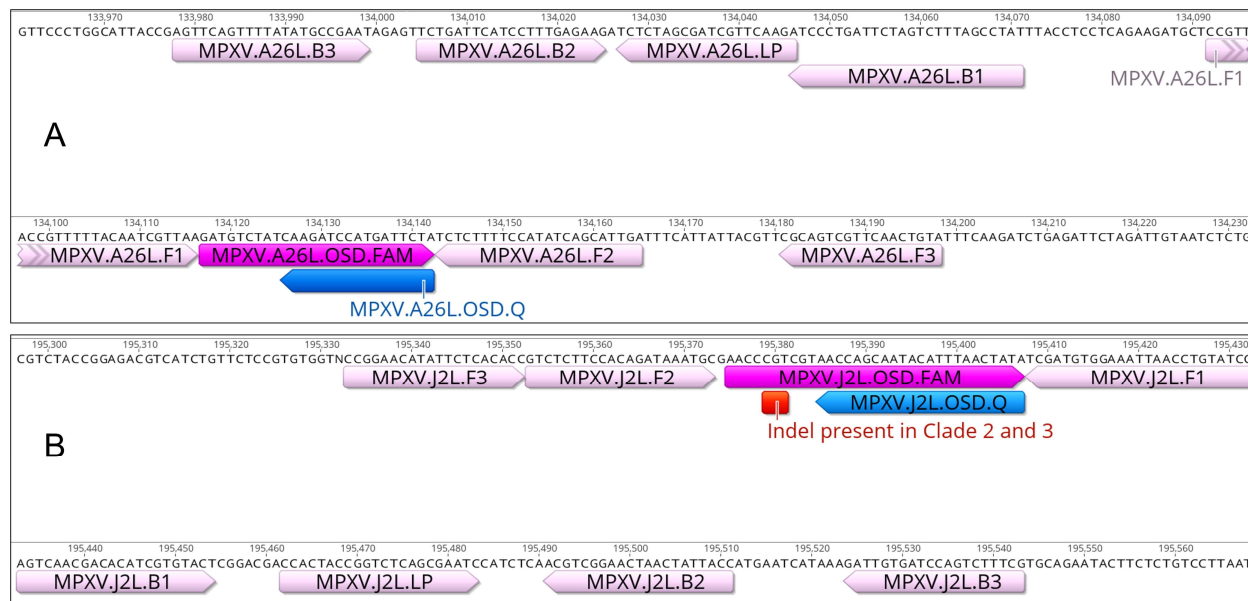 133,970 133,980 133,990 134,000 134,010 134,020 134,030 134,040 134,050 134,060 134,070 134,080 134,090
GTTCCCTGGCATTACCGAGTTCAGTTTTATATGCCGAATAGAGTTCTGATTCATCCTTTGAGAAGATCTCTAGCGATCGTTCAAGATCCCTGATTCTAGTCTTTAGCCTATTTACCTCCTCAGAAGATGCTCCGTT
MPXV.A26L.B3 MPXV.A26L.B2 MPXV.A26L.LP
MPXV.A26L.B1 MPXV.A26L.F1
A
134,100 134,110 134,120 134,130 134,140 134,150 134,160 134,170 134,180 134,190 134,200 134,210 134,220 134,230
ACCGTTTTTACAATCGTTAAGATGTCTATCAAGATCCATGATTCTATCTCTTTTCCATATCAGCATTGATTTCATTATTACGTTCGCAGTCGTTCAACTGTATTTCAAGATCTGAGATTCTAGATTGTAATCTCTG
MPXV.A26L.F1 MPXV.A26L.OSD.FAM MPXV.A26L.F2 MPXV.A26L.F3
MPXV.A26L.OSD.Q
195,300 195,310 195,320 195,330 195,340 195,350 195,360 195,370 195,380 195,390 195,400 195,410 195,420 195,430
CGTCTACCGGAGACGTCATCTGTTCTCCGTGTGGTNCCGGAACATATTCTCACACCGTCTCTTCCACAGATAAATGCGAACCCGTCGTAACCAGCAATACATTTAACTATATCGATGTGGAAATTAACCTGTATCC
MPXV.J2L.F3 MPXV.J2L.F2 MPXV.J2L.OSD.FAM MPXV.J2L.F1
MPXV.J2L.OSD.Q
Indel present in Clade 2 and 3
B
195,440 195,450 195,460 195,470 195,480 195,490 195,500 195,510 195,520 195,530 195,540 195,550 195,560
AGTCAACGACACATCGTGTACTCGGACGACCACTACCGGTCTCAGCGAATCCATCTCAACGTCGGAACTAACTATTACCATGAATCATAAAGATTGTGATCCAGTCTTTCGTGCAGAATACTTCTCTGTCCTTAAT
MPXV.J2L.B1 MPXV.J2L.LP MPXV.J2L.B2 MPXV.J2L.B3